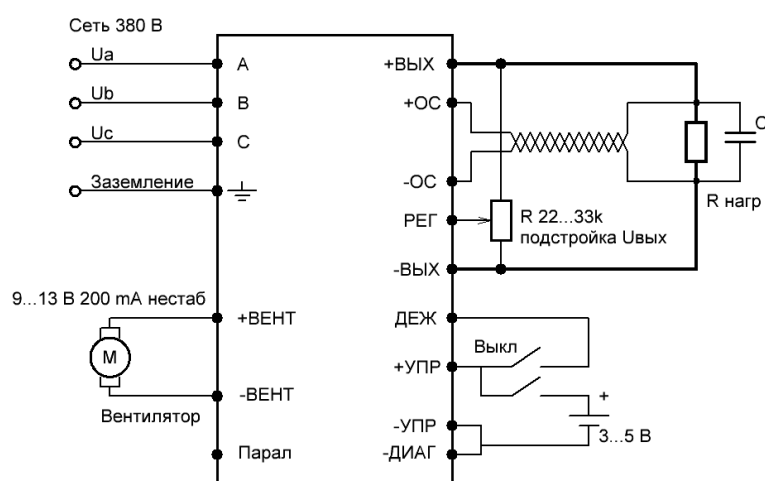 Сеть 380 В
Ua
A
Ub
B
Uc
C
Заземление
9...13 В 200 mA нестаб
+ВЕНТ
М
-ВЕНТ
Вентилятор
Парал
+ВЫХ
+ОС
-ОС
РЕГ
-ВЫХ
ДЕЖ
+УПР
-УПР
-ДИАГ
C
R нагр
R 22...33k
подстройка Uвых
Выкл
+
3...5 В